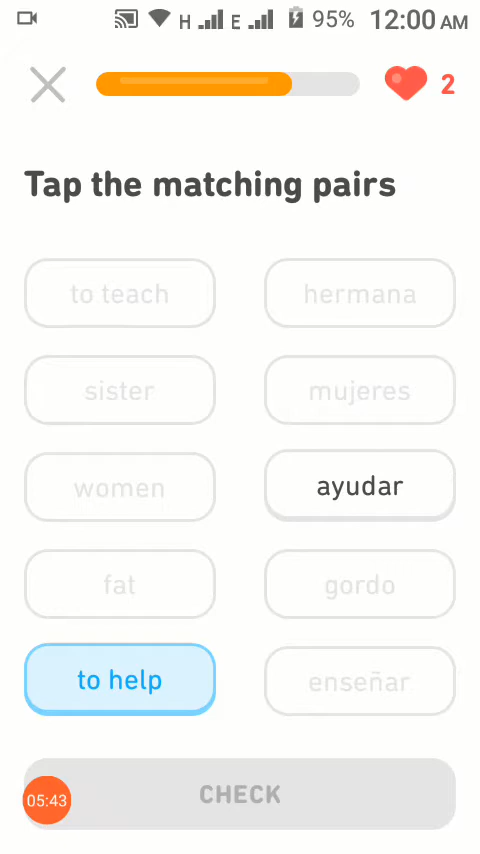 H E 95% 12:00 AM
2
Tap the matching pairs
to teach hermana
sister mujeres
women ayudar
fat gordo
to help enseñar
CHECK
05:43